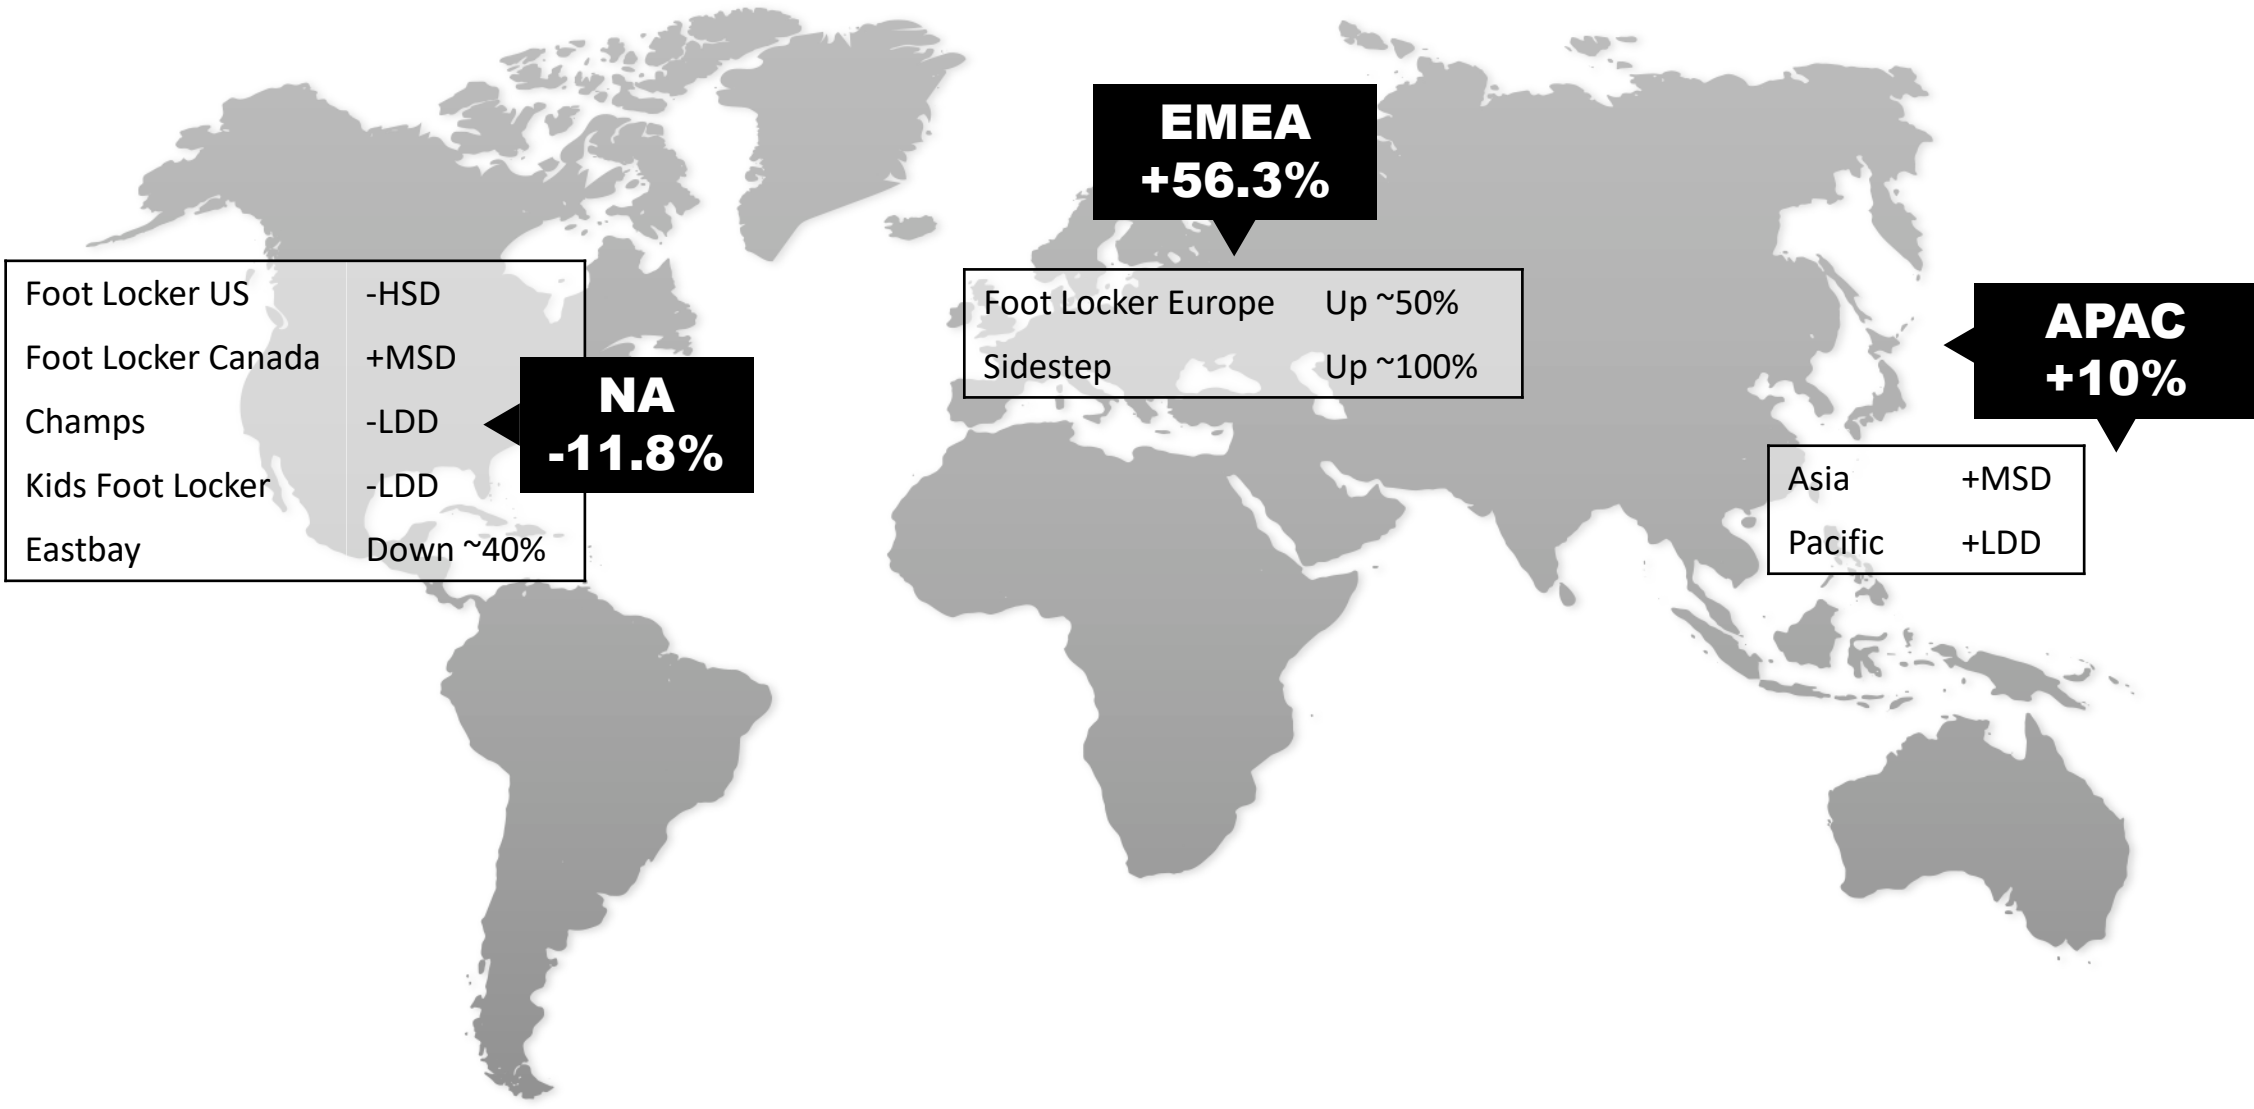 EMEA
+56.3%
Foot Locker US -HSD
Foot Locker Canada +MSD
Champs -LDD
Kids Foot Locker -LDD
Eastbay Down ~40%
NA
-11.8%
Foot Locker Europe Up ~50%
Sidestep Up ~100%
APAC
+10%
Asia +MSD
Pacific +LDD